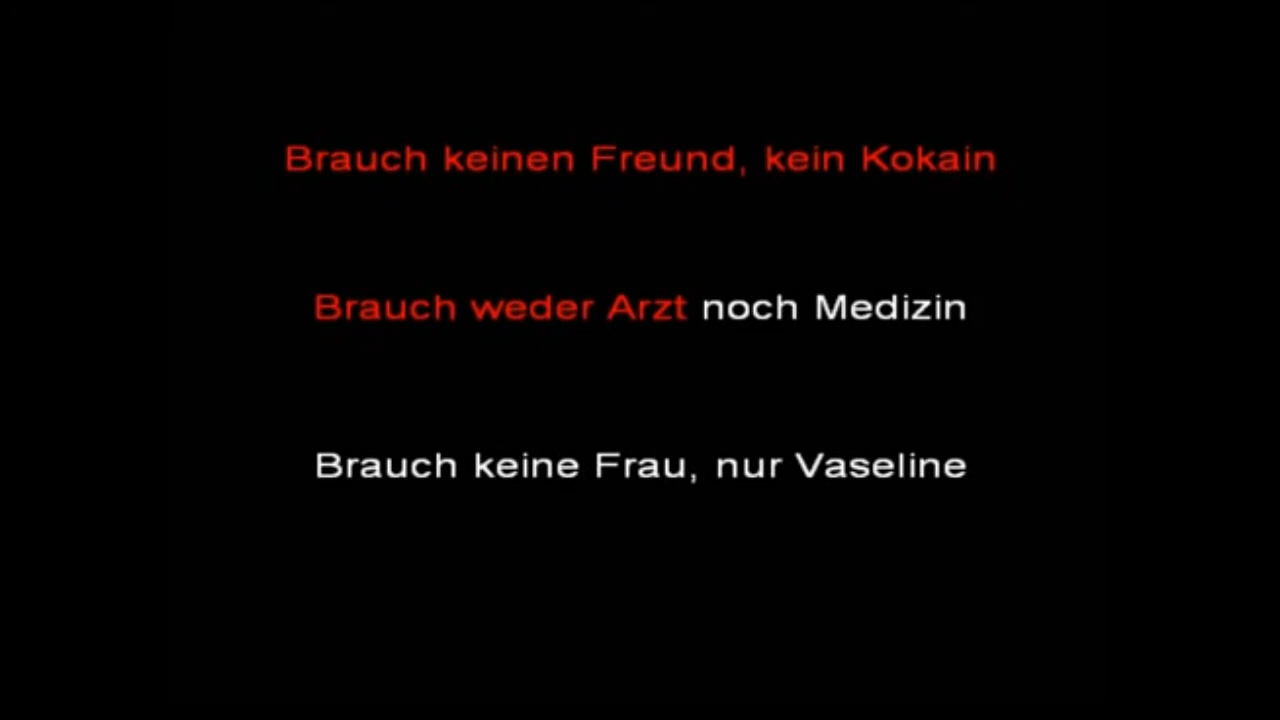 Brauch keinen Freund, kein Kokain
Brauch weder Arzt noch Medizin
Brauch keine Frau, nur Vaseline